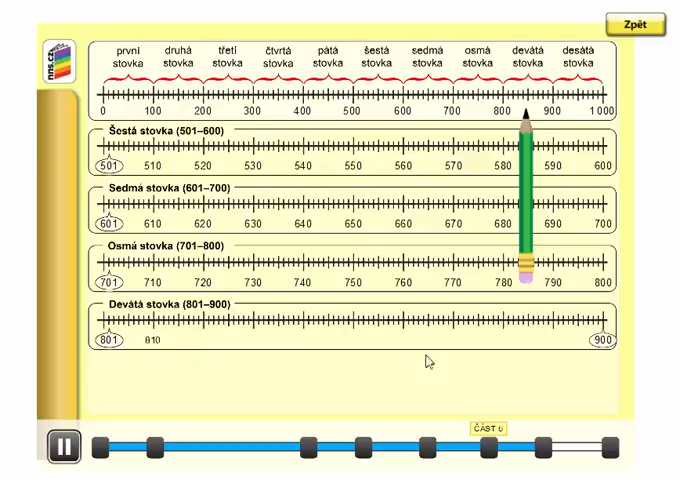 Zpět
nns.cz
první druhá třetí čtvrtá pátá šestá sedmá osmá devátá desátá
stovka stovka stovka stovka stovka stovka stovka stovka stovka stovka
0 100 200 300 400 500 600 700 800 900 1 000
Šestá stovka (501–600)
501 510 520 530 540 550 560 570 580 590 600
Sedmá stovka (601–700)
601 610 620 630 640 650 660 670 680 690 700
Osmá stovka (701–800)
701 710 720 730 740 750 760 770 780 790 800
Devátá stovka (801–900)
801 810 900
ČÁST